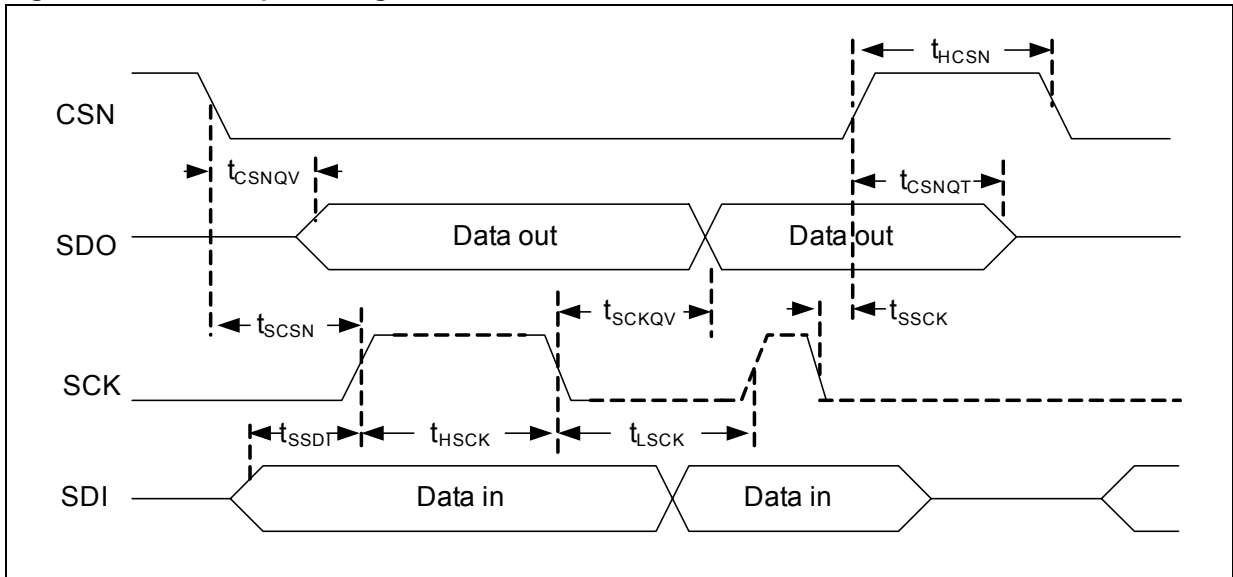 t_HCSN
CSN
t_CSNQV
t_CSNQT
SDO
Data out
Data out
t_SCSN
t_SCKQV
t_SSCK
SCK
t_SSDI
t_HSCK
t_LSCK
SDI
Data in
Data in